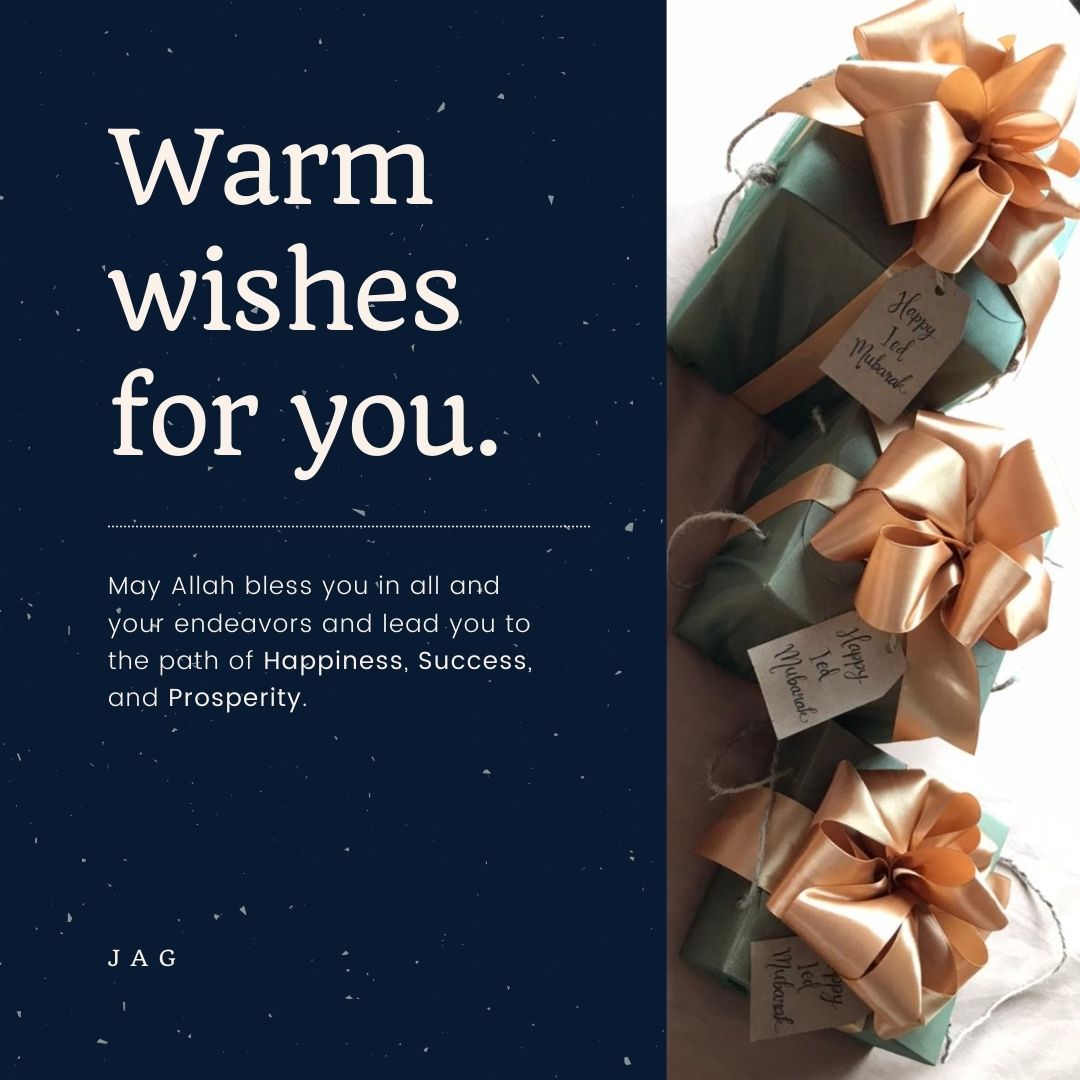 Warm
wishes
for you.
May Allah bless you in all and
your endeavors and lead you to
the path of Happiness, Success,
and Prosperity.
JAG
Happy
Ied
Mubarak
Happy
Ied
Mubarak
ppy
Ied
Mubarak